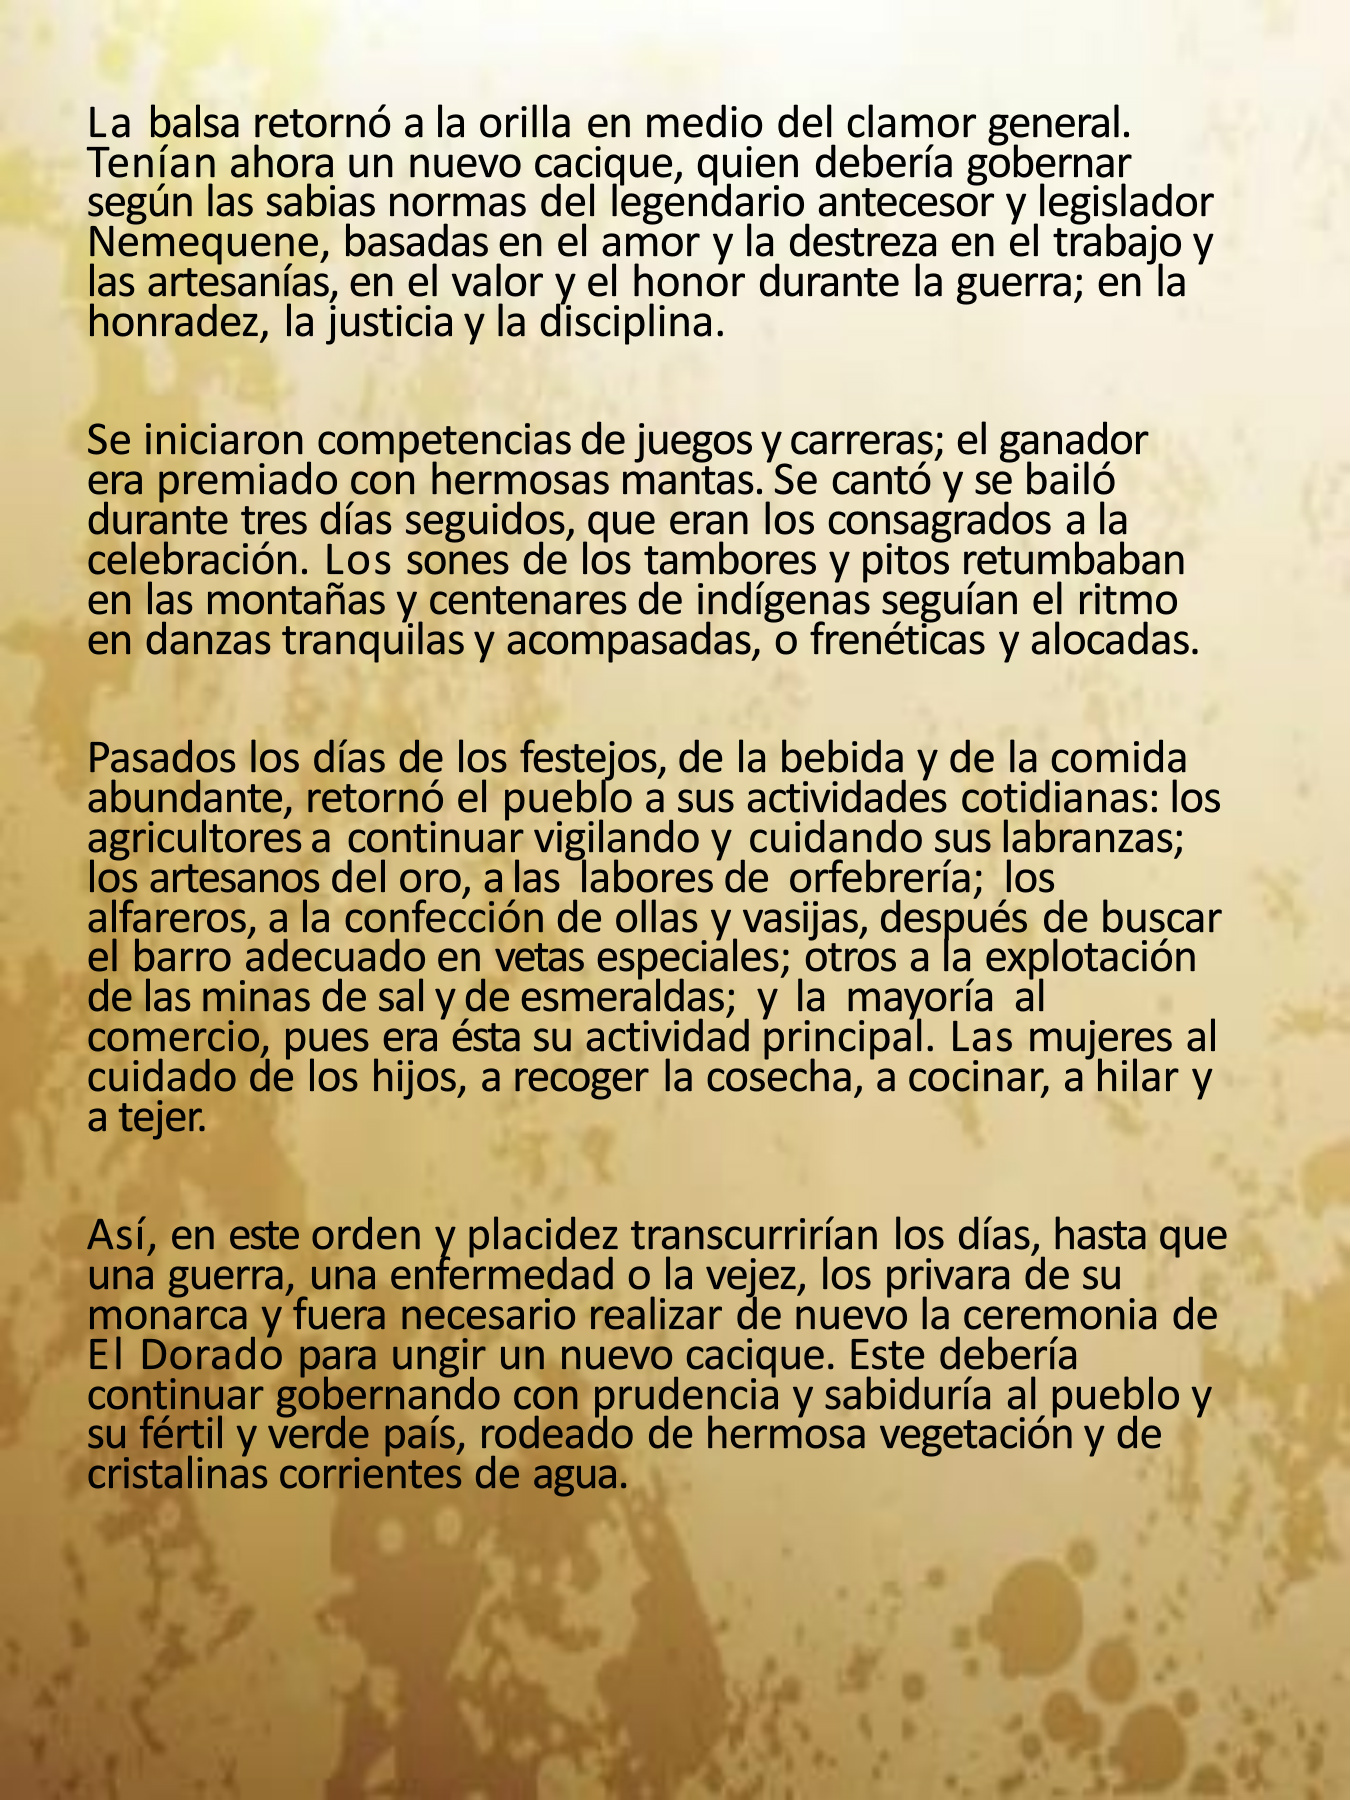 La balsa retornó a la orilla en medio del clamor general.
Tenían ahora un nuevo cacique, quien debería gobernar
según las sabias normas del legendario antecesor y legislador
Nemequene, basadas en el amor y la destreza en el trabajo y
las artesanías, en el valor y el honor durante la guerra; en la
honradez, la justicia y la disciplina.
Se iniciaron competencias de juegos y carreras; el ganador
era premiado con hermosas mantas. Se cantó y se bailó
durante tres días seguidos, que eran los consagrados a la
celebración. Los sones de los tambores y pitos retumbaban
en las montañas y centenares de indígenas seguían el ritmo
en danzas tranquilas y acompasadas, o frenéticas y alocadas.
Pasados los días de los festejos, de la bebida y de la comida
abundante, retornó el pueblo a sus actividades cotidianas: los
agricultores a continuar vigilando y cuidando sus labranzas;
los artesanos del oro, a las labores de orfebrería; los
alfareros, a la confección de ollas y vasijas, después de buscar
el barro adecuado en vetas especiales; otros a la explotación
de las minas de sal y de esmeraldas; y la mayoría al
comercio, pues era ésta su actividad principal. Las mujeres al
cuidado de los hijos, a recoger la cosecha, a cocinar, a hilar y
a tejer.
Así, en este orden y placidez transcurrirían los días, hasta que
una guerra, una enfermedad o la vejez, los privara de su
monarca y fuera necesario realizar de nuevo la ceremonia de
El Dorado para ungir un nuevo cacique. Este debería
continuar gobernando con prudencia y sabiduría al pueblo y
su fértil y verde país, rodeado de hermosa vegetación y de
cristalinas corrientes de agua.